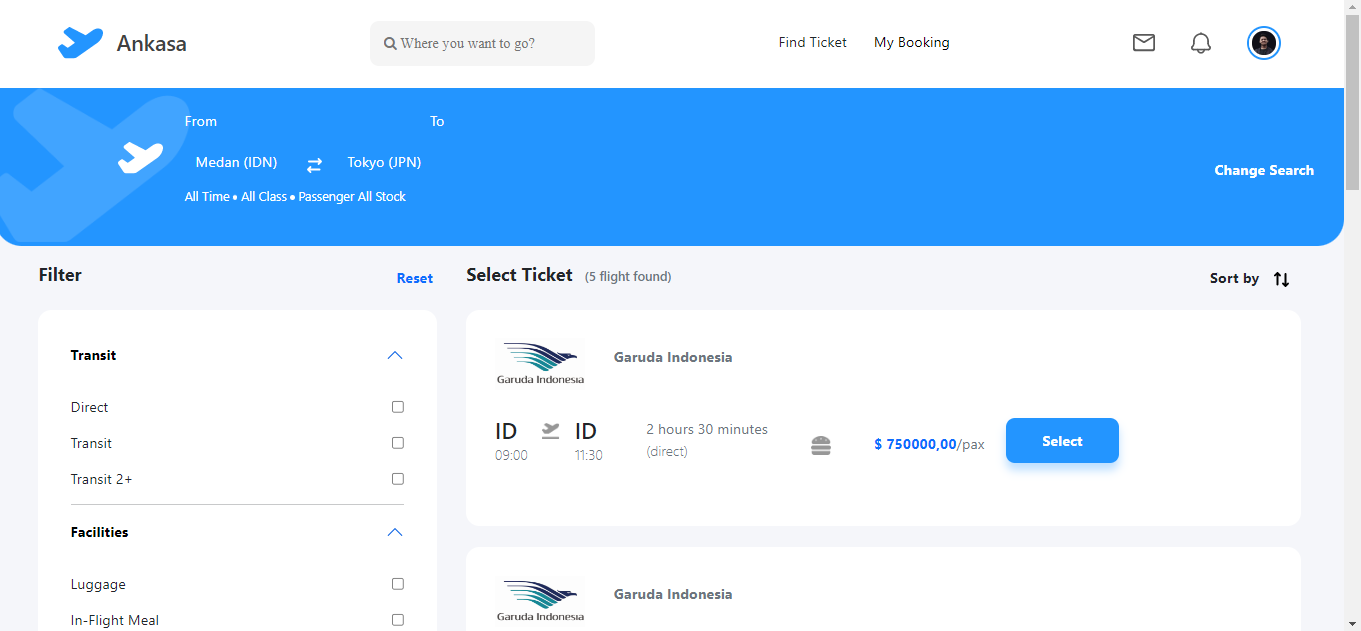 Ankasa
Where you want to go?
Find Ticket
My Booking
From
To
Medan (IDN)
Tokyo (JPN)
All Time • All Class • Passenger All Stock
Change Search
Filter
Reset
Transit
Direct
Transit
Transit 2+
Facilities
Luggage
In-Flight Meal
Select Ticket (5 flight found)
Sort by
Garuda Indonesia
Garuda Indonesia
ID
ID
09:00
11:30
2 hours 30 minutes
(direct)
$ 750000,00/pax
Select
Garuda Indonesia
Garuda Indonesia